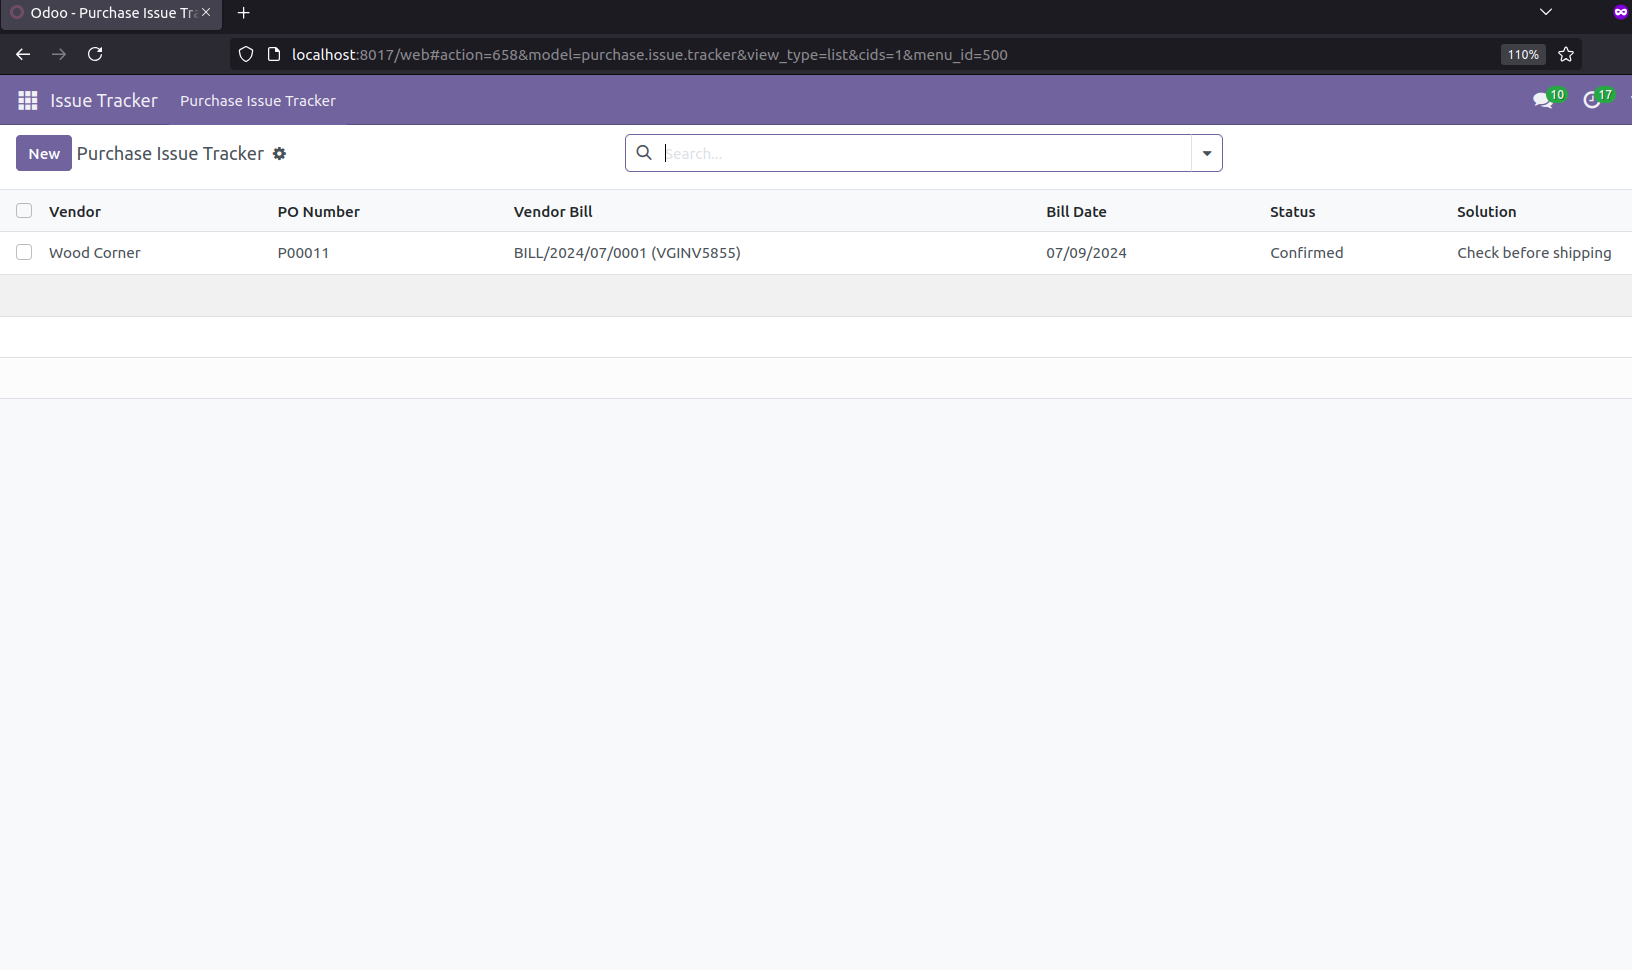 Odoo - Purchase Issue Tr
localhost:8017/web#action=658&model=purchase.issue.tracker&view_type=list&cids=1&menu_id=500
110%
Issue Tracker Purchase Issue Tracker 10 17
New Purchase Issue Tracker Search...
Vendor PO Number Vendor Bill Bill Date Status Solution
Wood Corner P00011 BILL/2024/07/0001 (VGINV5855) 07/09/2024 Confirmed Check before shipping